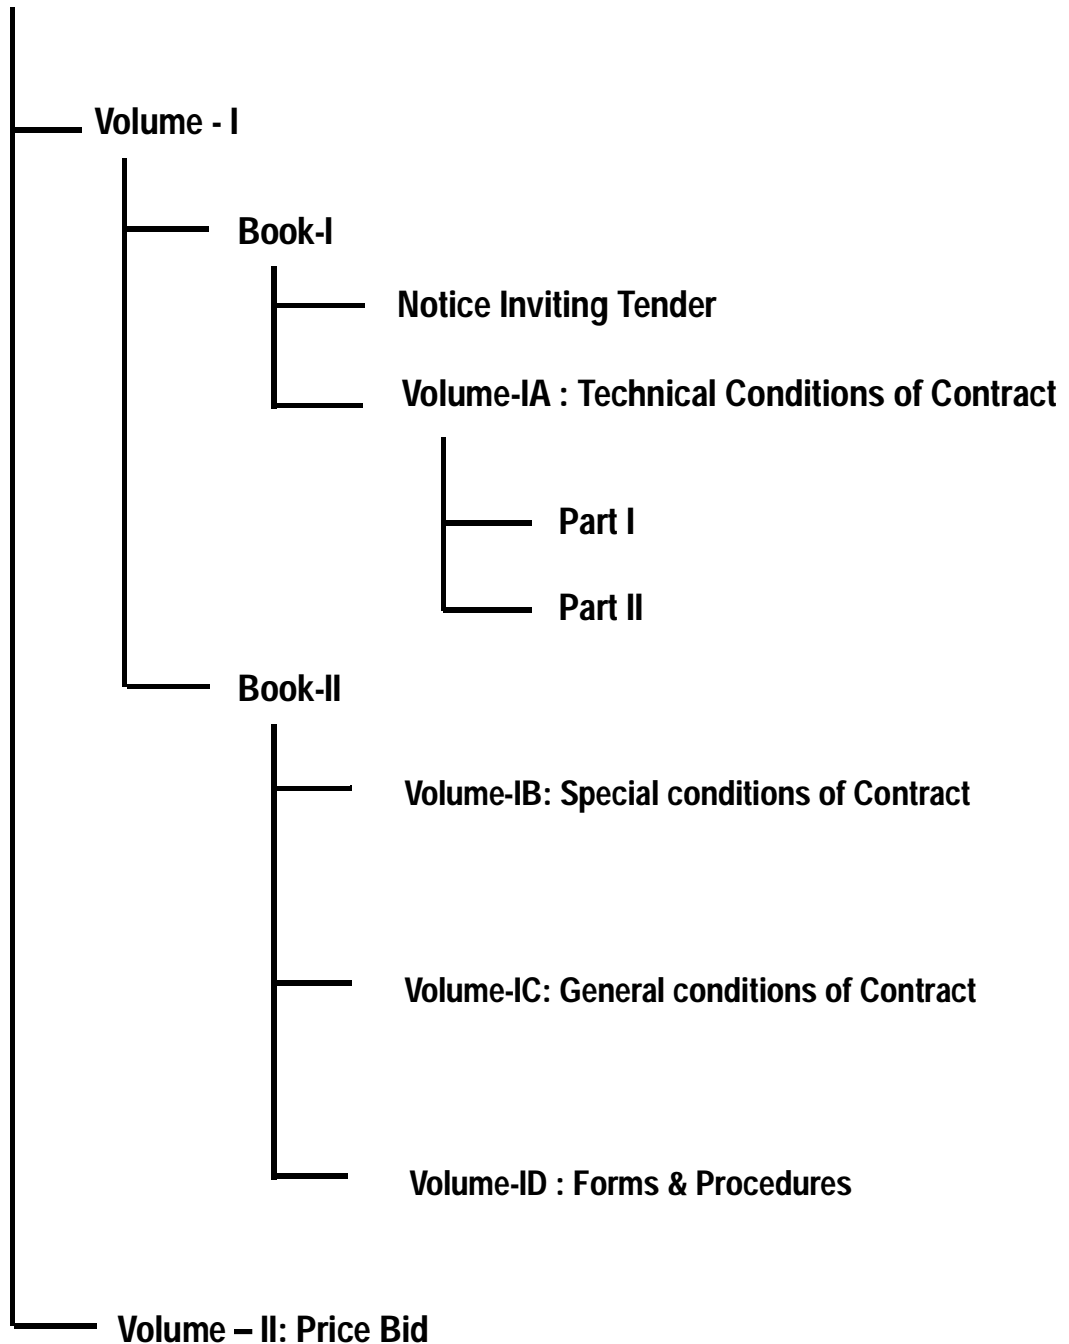 Volume - I
Book-I
Notice Inviting Tender
Volume-IA : Technical Conditions of Contract
Part I
Part II
Book-II
Volume-IB: Special conditions of Contract
Volume-IC: General conditions of Contract
Volume-ID : Forms & Procedures
Volume – II: Price Bid